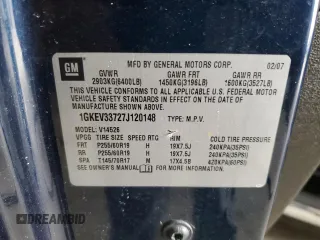 GM
MFD BY GENERAL MOTORS CORP. 02/07
GVWR GAWR FRT GAWR RR
2903KG(6400LB) 1450KG(3196LB) 1600KG(3527LB)
THIS VEHICLE CONFORMS TO ALL APPLICABLE U.S. FEDERAL MOTOR
VEHICLE SAFETY STANDARDS IN EFFECT ON THE DATE OF
MANUFACTURE SHOWN ABOVE.
1GKEV33727J120148 TYPE: M.P.V.
MODEL: V14526
VPGG TIRE SIZE SPEED RTG RIM COLD TIRE PRESSURE
FRT P255/60R19 H 19X7.5J 240KPA(35PSI)
RR P255/60R19 H 19X7.5J 240KPA(35PSI)
SPA T145/70R17 M 17X4.5B 420KPA(60PSI)
SEE OWNER'S MANUAL FOR ADDITIONAL INFORMATION.
AUTOBIDMASTER